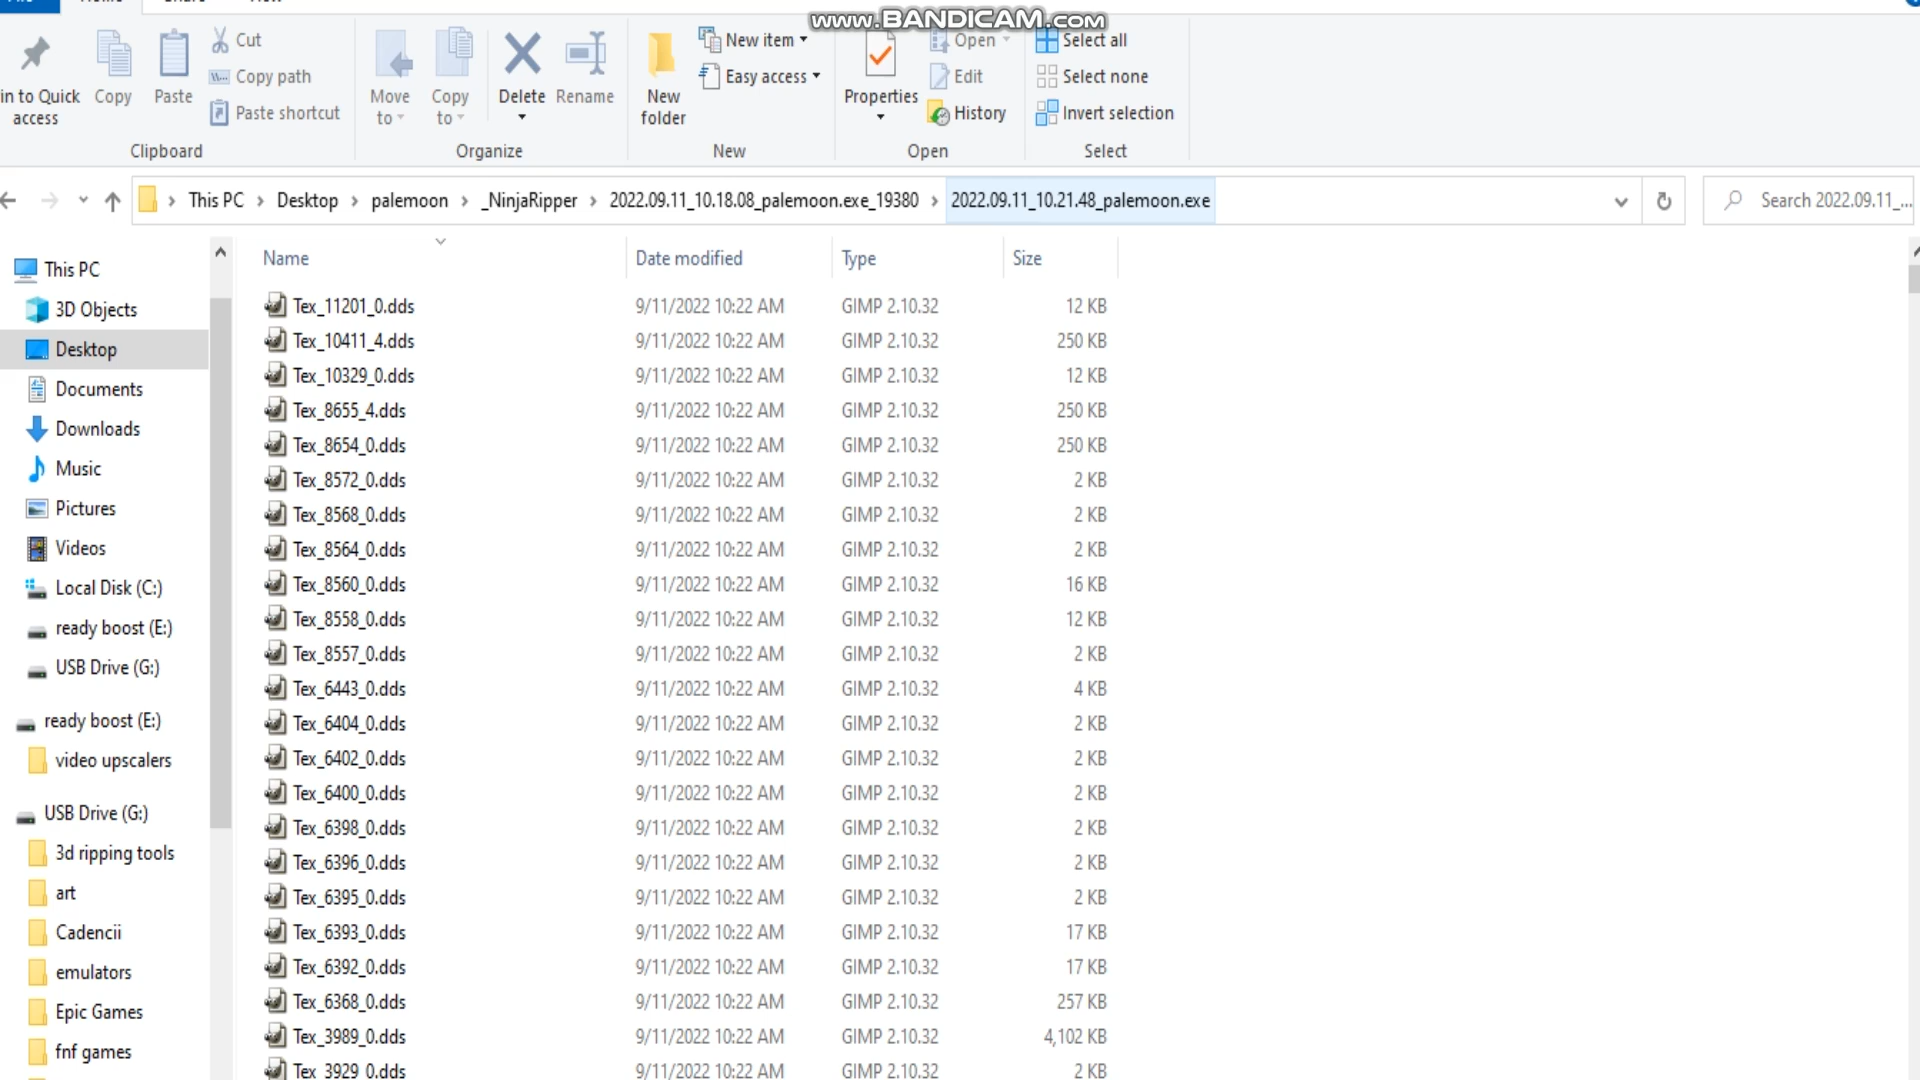 www.BANDICAM.com
in to Quick access
Copy
Paste
Cut
Copy path
Paste shortcut
Clipboard
Move to
Copy to
Delete
Rename
Organize
New folder
New item
Easy access
New
Properties
Open
Edit
History
Open
Select all
Select none
Invert selection
Select
This PC
Desktop
palemoon
_NinjaRipper
2022.09.11_10.18.08_palemoon.exe_19380
2022.09.11_10.21.48_palemoon.exe
Search 2022.09.11_...
This PC
3D Objects
Desktop
Documents
Downloads
Music
Pictures
Videos
Local Disk (C:)
ready boost (E:)
USB Drive (G:)
ready boost (E:)
video upscalers
USB Drive (G:)
3d ripping tools
art
Cadencii
emulators
Epic Games
fnf games
Name Date modified Type Size
Tex_11201_0.dds 9/11/2022 10:22 AM GIMP 2.10.32 12 KB
Tex_10411_4.dds 9/11/2022 10:22 AM GIMP 2.10.32 250 KB
Tex_10329_0.dds 9/11/2022 10:22 AM GIMP 2.10.32 12 KB
Tex_8655_4.dds 9/11/2022 10:22 AM GIMP 2.10.32 250 KB
Tex_8654_0.dds 9/11/2022 10:22 AM GIMP 2.10.32 250 KB
Tex_8572_0.dds 9/11/2022 10:22 AM GIMP 2.10.32 2 KB
Tex_8568_0.dds 9/11/2022 10:22 AM GIMP 2.10.32 2 KB
Tex_8564_0.dds 9/11/2022 10:22 AM GIMP 2.10.32 2 KB
Tex_8560_0.dds 9/11/2022 10:22 AM GIMP 2.10.32 16 KB
Tex_8558_0.dds 9/11/2022 10:22 AM GIMP 2.10.32 12 KB
Tex_8557_0.dds 9/11/2022 10:22 AM GIMP 2.10.32 2 KB
Tex_6443_0.dds 9/11/2022 10:22 AM GIMP 2.10.32 4 KB
Tex_6404_0.dds 9/11/2022 10:22 AM GIMP 2.10.32 2 KB
Tex_6402_0.dds 9/11/2022 10:22 AM GIMP 2.10.32 2 KB
Tex_6400_0.dds 9/11/2022 10:22 AM GIMP 2.10.32 2 KB
Tex_6398_0.dds 9/11/2022 10:22 AM GIMP 2.10.32 2 KB
Tex_6396_0.dds 9/11/2022 10:22 AM GIMP 2.10.32 2 KB
Tex_6395_0.dds 9/11/2022 10:22 AM GIMP 2.10.32 2 KB
Tex_6393_0.dds 9/11/2022 10:22 AM GIMP 2.10.32 17 KB
Tex_6392_0.dds 9/11/2022 10:22 AM GIMP 2.10.32 17 KB
Tex_6368_0.dds 9/11/2022 10:22 AM GIMP 2.10.32 257 KB
Tex_3989_0.dds 9/11/2022 10:22 AM GIMP 2.10.32 4,102 KB
Tex_3929_0.dds 9/11/2022 10:22 AM GIMP 2.10.32 2 KB